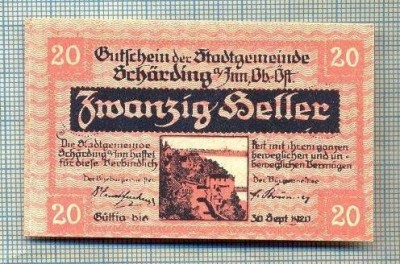 20 20
Gutschein der Stadtgemeinde
Schärding a/Inn, Ob.-Öst.
Zwanzig Heller
Die Stadtgemeinde
Schärding a/Inn haftet
für diese Verbindlich
keit mit ihrem ganzen
beweglichen und un-
beweglichen Vermögen
Der Bürgermeister
20 20
Gültig bis 30 Sept 1920